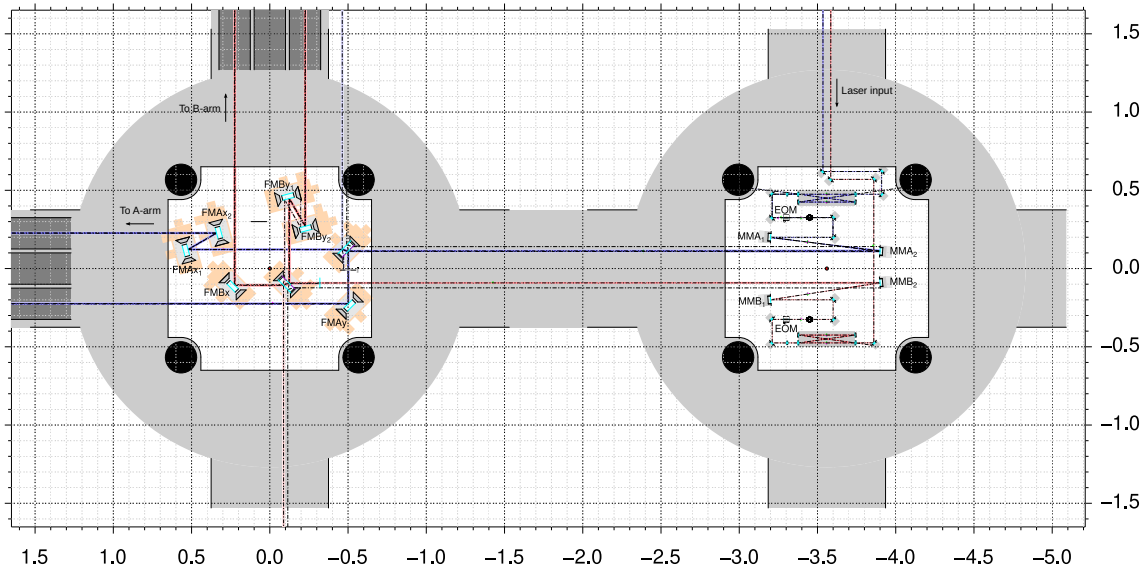 1.5
Laser input
1.0
To B-arm
FMBy1
0.5
FMAx2
To A-arm
EOM
MMA1
FMBy2
MMA2
FMAx1
0.0
FMBx
MMB2
MMB1
FMAy
EOM
−0.5
−1.0
−1.5
1.5 1.0 0.5 0.0 −0.5 −1.0 −1.5 −2.0 −2.5 −3.0 −3.5 −4.0 −4.5 −5.0